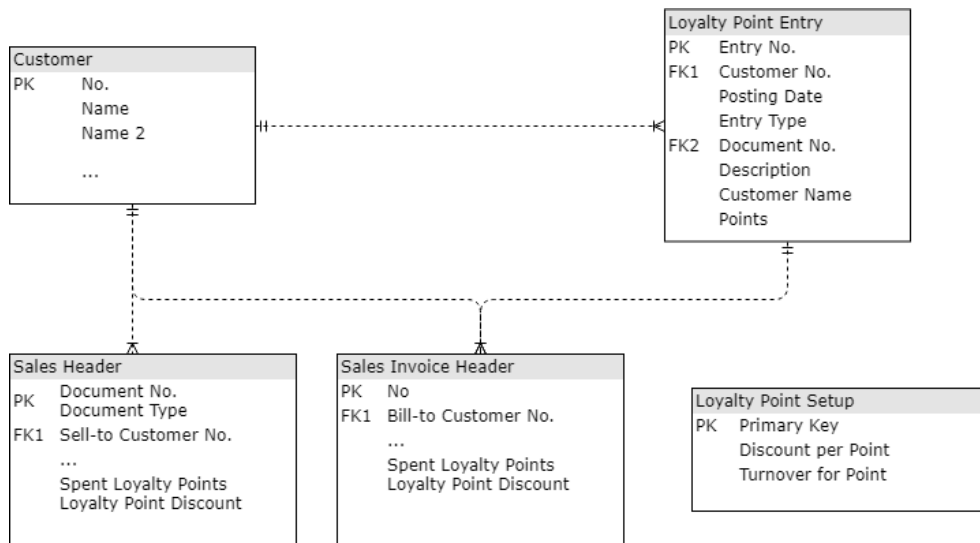 Customer
PK No.
Name
Name 2
...
Loyalty Point Entry
PK Entry No.
FK1 Customer No.
Posting Date
Entry Type
FK2 Document No.
Description
Customer Name
Points
Sales Header
PK Document No.
Document Type
FK1 Sell-to Customer No.
...
Spent Loyalty Points
Loyalty Point Discount
Sales Invoice Header
PK No
FK1 Bill-to Customer No.
...
Spent Loyalty Points
Loyalty Point Discount
Loyalty Point Setup
PK Primary Key
Discount per Point
Turnover for Point